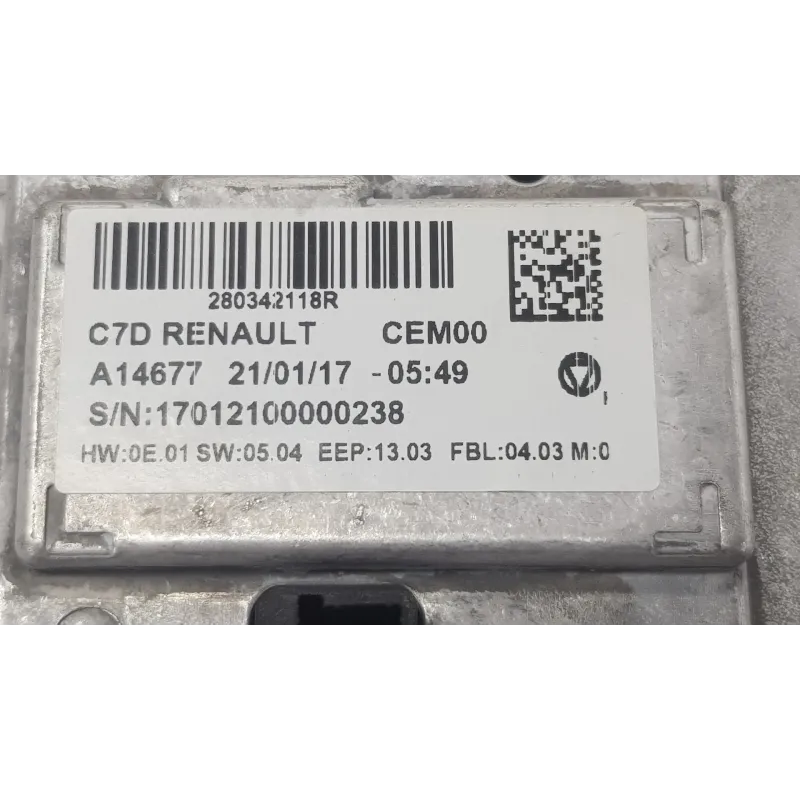 280342118R
C7D RENAULT CEM00
A14677 21/01/17 -05:49
S/N:17012100000238
HW:0E.01 SW:05.04 EEP:13.03 FBL:04.03 M:0